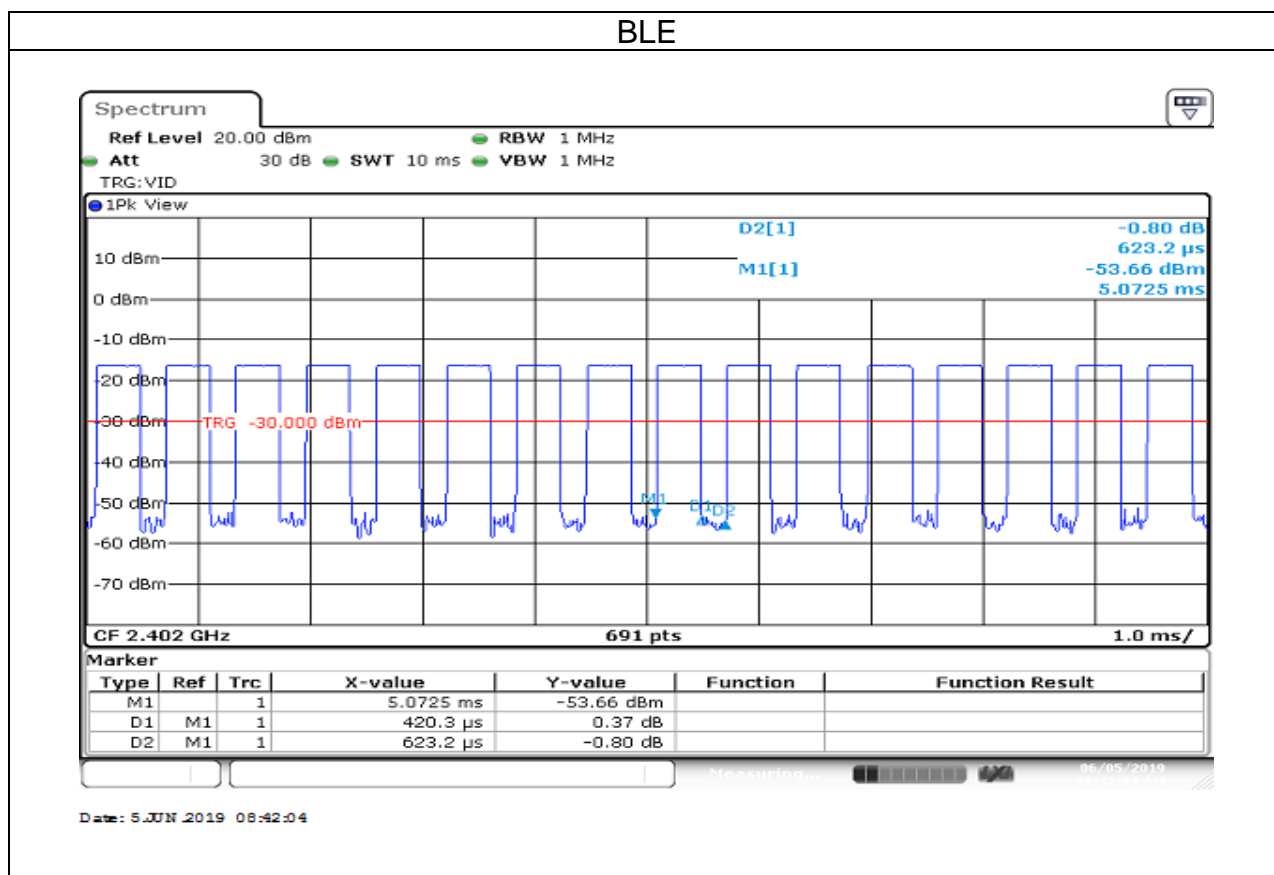 BLE
Spectrum
Ref Level 20.00 dBm RBW 1 MHz
Att 30 dB SWT 10 ms VBW 1 MHz
TRG:VID
1Pk View
D2[1] -0.80 dB
623.2 µs
10 dBm
M1[1] -53.66 dBm
5.0725 ms
0 dBm
-10 dBm
-20 dBm
-30 dBm
TRG -30.000 dBm
-40 dBm
-50 dBm
M1
D1 D2
-60 dBm
-70 dBm
CF 2.402 GHz 691 pts 1.0 ms/
Marker
Type Ref Trc X-value Y-value Function Function Result
M1 1 5.0725 ms -53.66 dBm
D1 M1 1 420.3 µs 0.37 dB
D2 M1 1 623.2 µs -0.80 dB
Measuring... 06/05/2019
Date: 5.JUN.2019 08:42:04